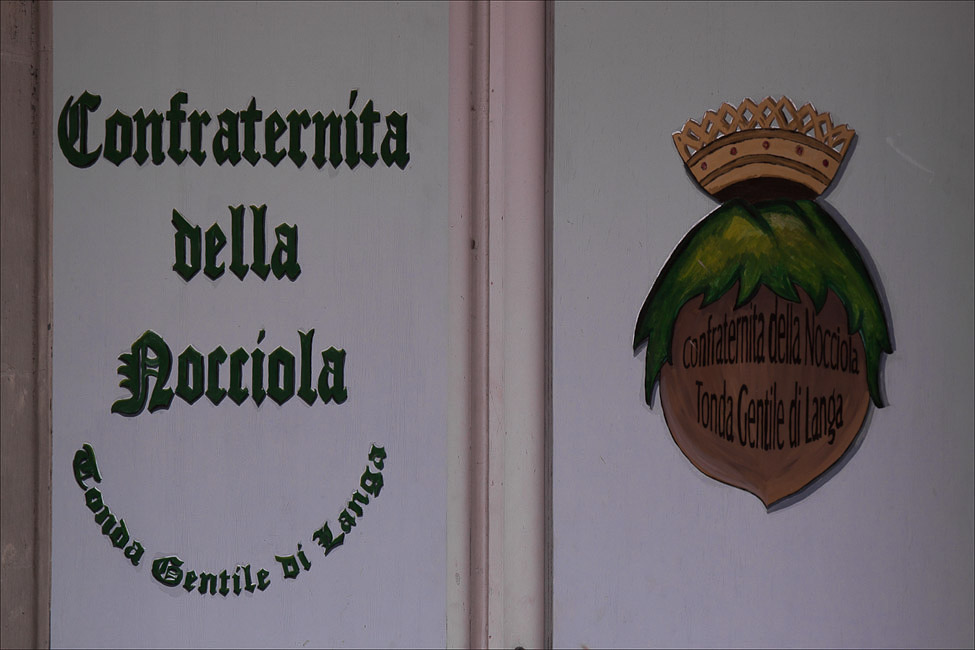 Confraternita
della
Nocciola
Tonda Gentile di Langa
Confraternita della Nocciola
Tonda Gentile di Langa